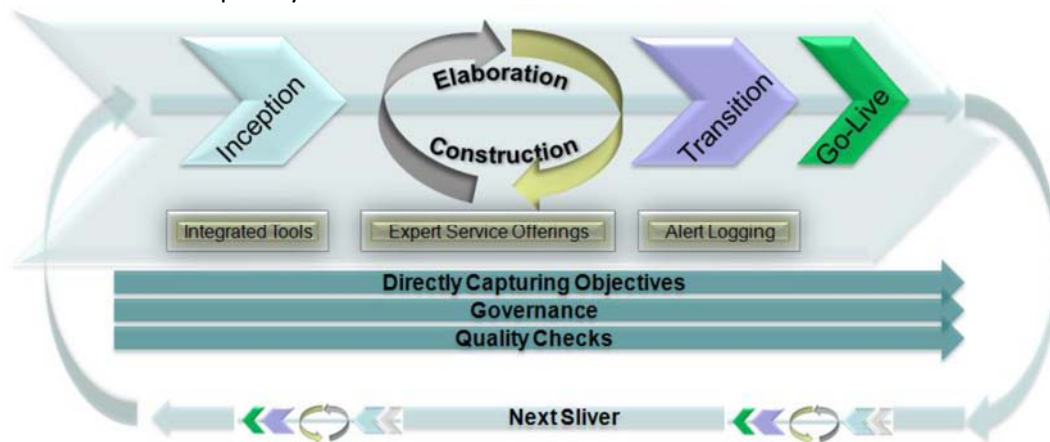 Inception
Elaboration
Construction
Transition
Go-Live
Integrated Tools
Expert Service Offerings
Alert Logging
Directly Capturing Objectives
Governance
Quality Checks
Next Sliver